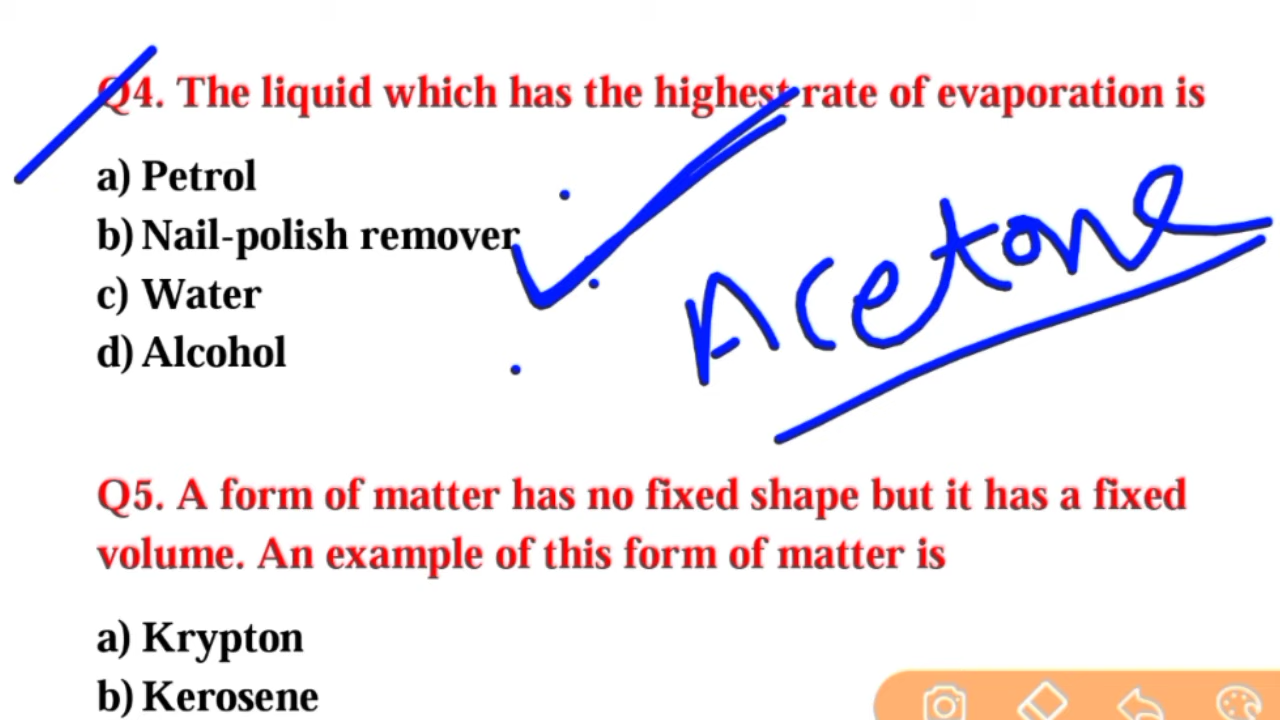 Q4. The liquid which has the highest rate of evaporation is
a) Petrol
b) Nail-polish remover
c) Water
d) Alcohol
Acetone
Q5. A form of matter has no fixed shape but it has a fixed
volume. An example of this form of matter is
a) Krypton
b) Kerosene